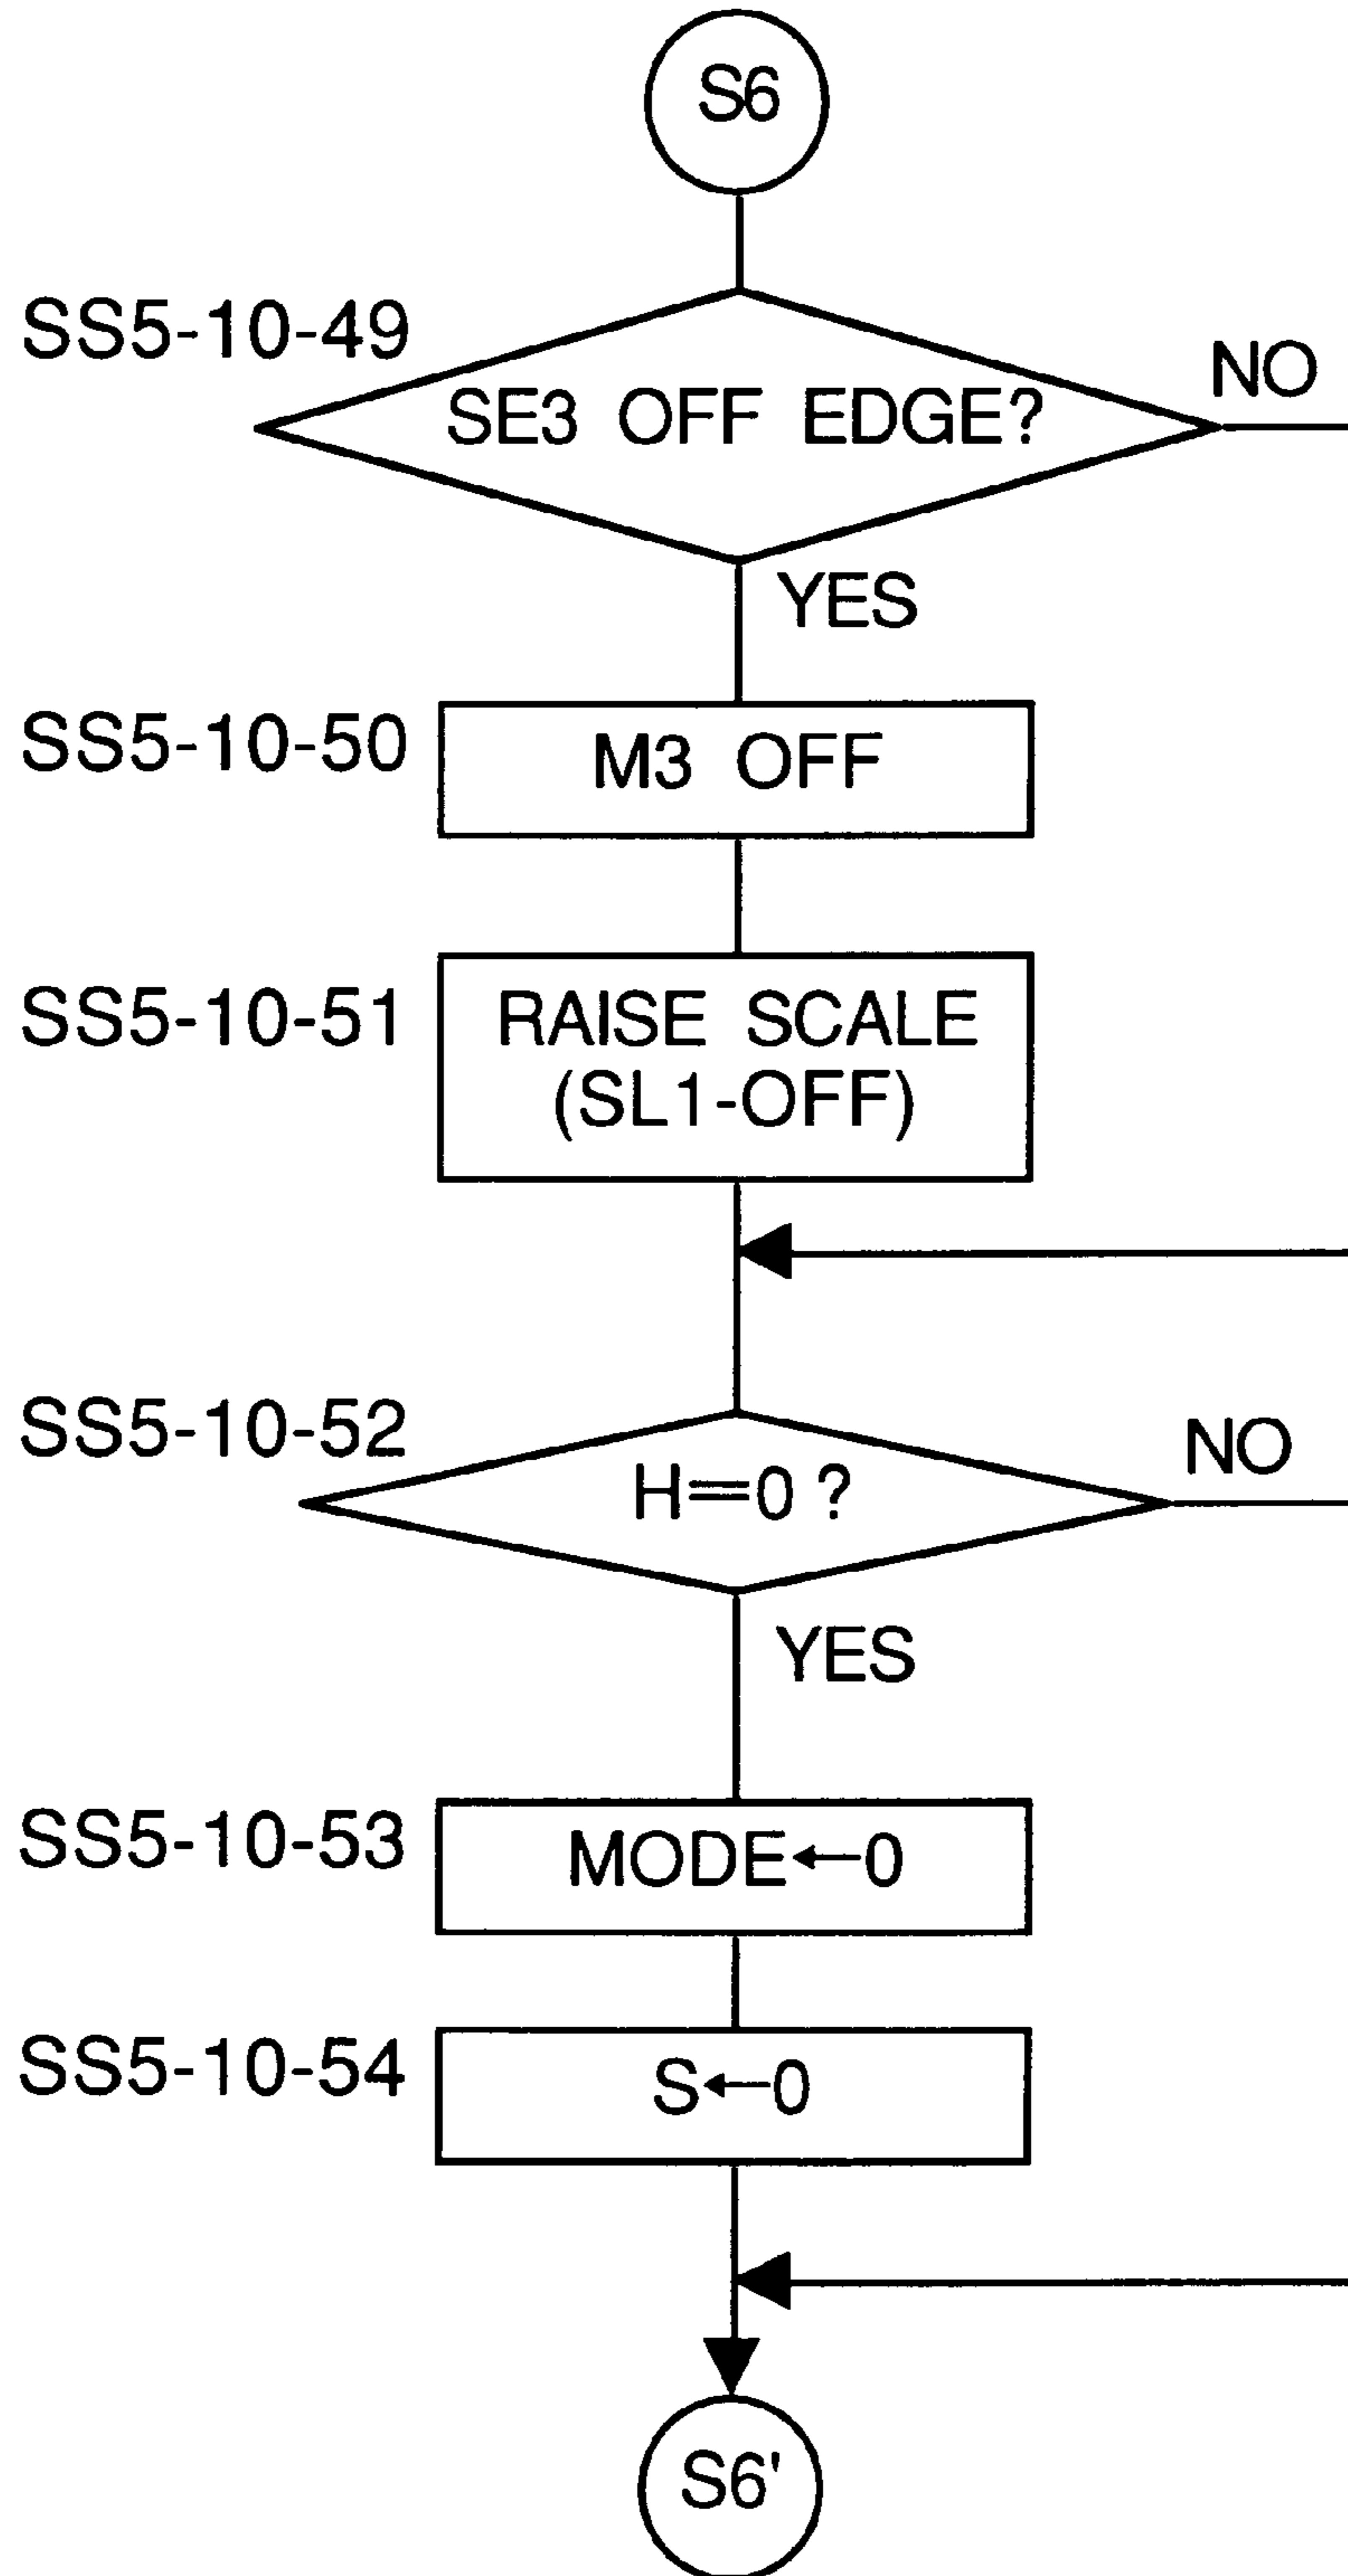 S6
SS5-10-49
SE3 OFF EDGE?
NO
YES
SS5-10-50
M3 OFF
SS5-10-51
RAISE SCALE
(SL1-OFF)
SS5-10-52
H=0 ?
NO
YES
SS5-10-53
MODE←0
SS5-10-54
S←0
S6'